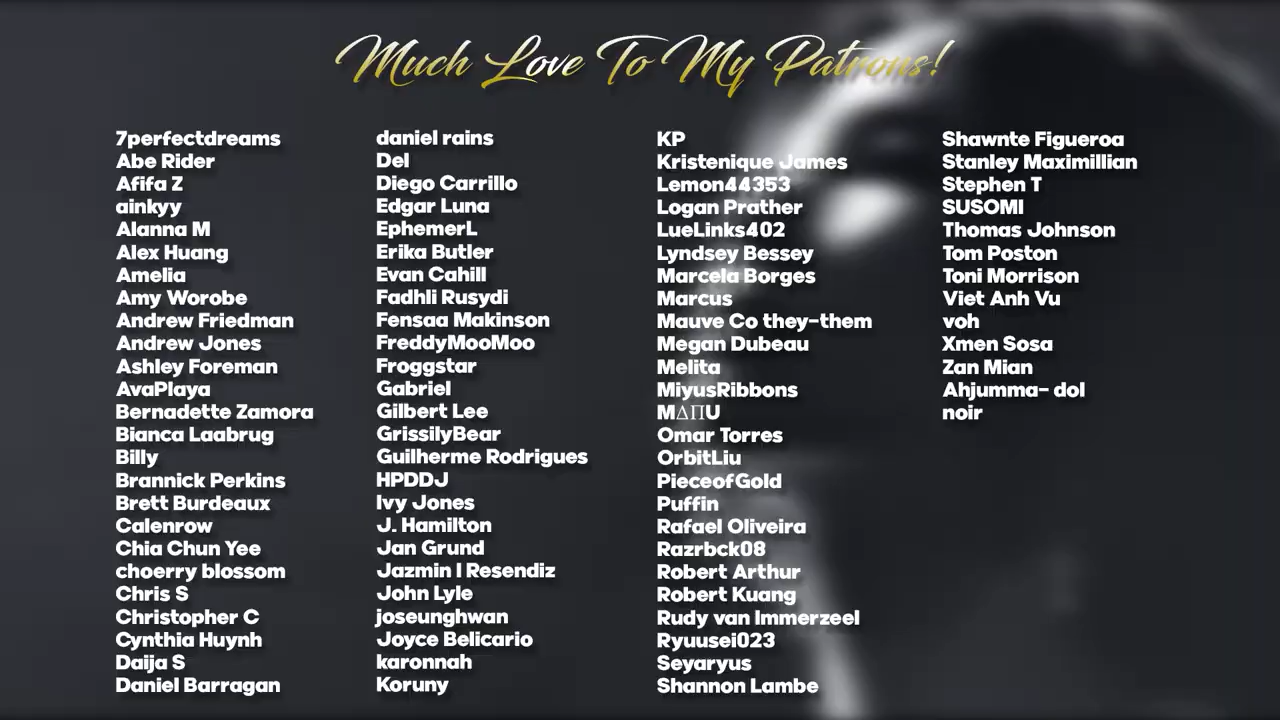 Much Love To My Patrons!
7perfectdreams
Abe Rider
Afifa Z
ainkyy
Alanna M
Alex Huang
Amelia
Amy Worobe
Andrew Friedman
Andrew Jones
Ashley Foreman
AvaPlaya
Bernadette Zamora
Bianca Laabrug
Billy
Brannick Perkins
Brett Burdeaux
Calenrow
Chia Chun Yee
choerry blossom
Chris S
Christopher C
Cynthia Huynh
Daija S
Daniel Barragan
daniel rains
Del
Diego Carrillo
Edgar Luna
EphemerL
Erika Butler
Evan Cahill
Fadhli Rusydi
Fensaa Makinson
FreddyMooMoo
Froggstar
Gabriel
Gilbert Lee
GrissilyBear
Guilherme Rodrigues
HPDDJ
Ivy Jones
J. Hamilton
Jan Grund
Jazmin I Resendiz
John Lyle
joseunghwan
Joyce Belicario
karonnah
Koruny
KP
Kristenique James
Lemon44353
Logan Prather
LueLinks402
Lyndsey Bessey
Marcela Borges
Marcus
Mauve Co they-them
Megan Dubeau
Melita
MiyusRibbons
MΔΠU
Omar Torres
OrbitLiu
PieceofGold
Puffin
Rafael Oliveira
Razrbck08
Robert Arthur
Robert Kuang
Rudy van Immerzeel
Ryuusei023
Seyaryus
Shannon Lambe
Shawnte Figueroa
Stanley Maximillian
Stephen T
SUSOMI
Thomas Johnson
Tom Poston
Toni Morrison
Viet Anh Vu
voh
Xmen Sosa
Zan Mian
Ahjumma- dol
noir